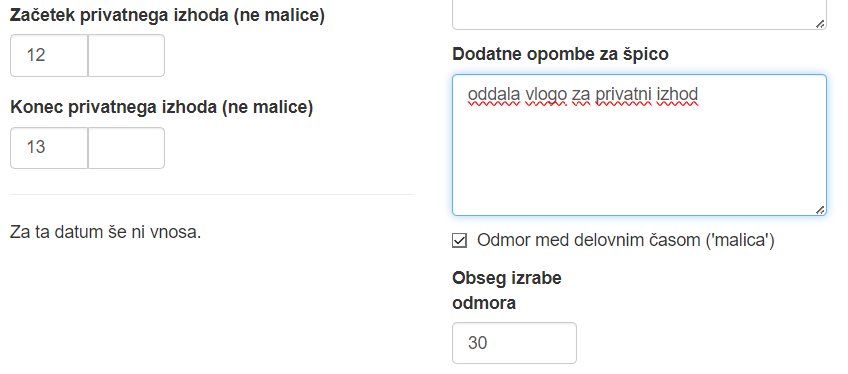 Začetek privatnega izhoda (ne malice)
12
Konec privatnega izhoda (ne malice)
13
Za ta datum še ni vnosa.
Dodatne opombe za špico
oddala vlogo za privatni izhod
Odmor med delovnim časom ('malica')
Obseg izrabe
odmora
30